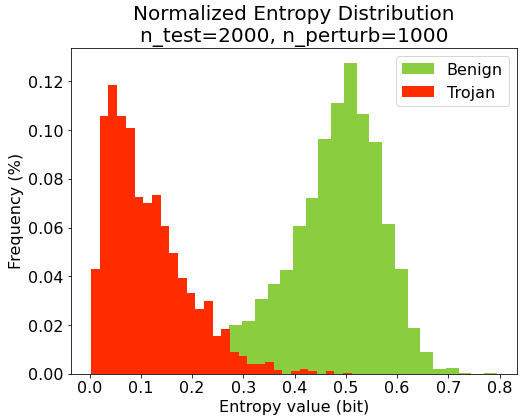 Normalized Entropy Distribution
n_test=2000, n_perturb=1000
Benign
Trojan
Frequency (%)
0.12
0.10
0.08
0.06
0.04
0.02
0.00
0.0 0.1 0.2 0.3 0.4 0.5 0.6 0.7 0.8
Entropy value (bit)